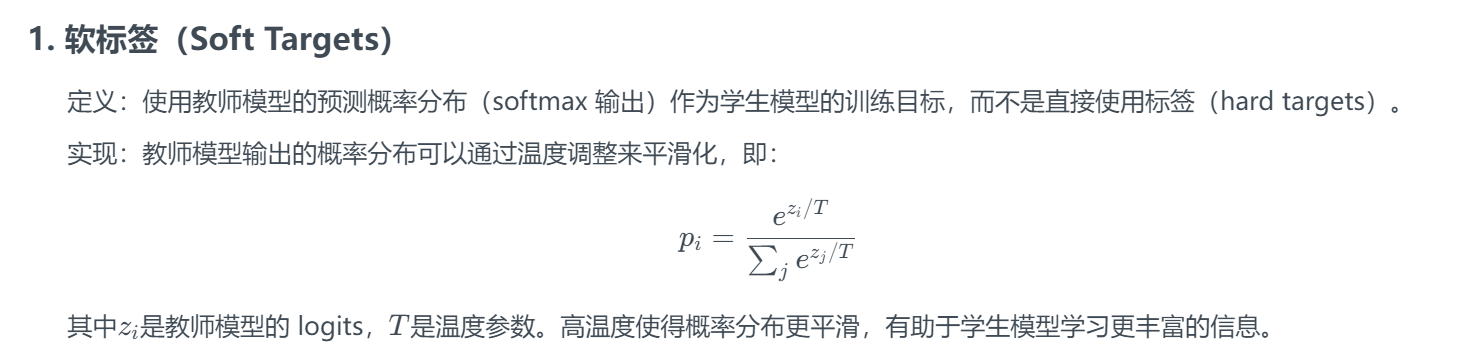 1. 软标签（Soft Targets）
定义：使用教师模型的预测概率分布（softmax 输出）作为学生模型的训练目标，而不是直接使用标签（hard targets）。
实现：教师模型输出的概率分布可以通过温度调整来平滑化，即：
p_i = \frac{e^{z_i/T}}{\sum_j e^{z_j/T}}
其中z_i是教师模型的 logits，T是温度参数。高温度使得概率分布更平滑，有助于学生模型学习更丰富的信息。